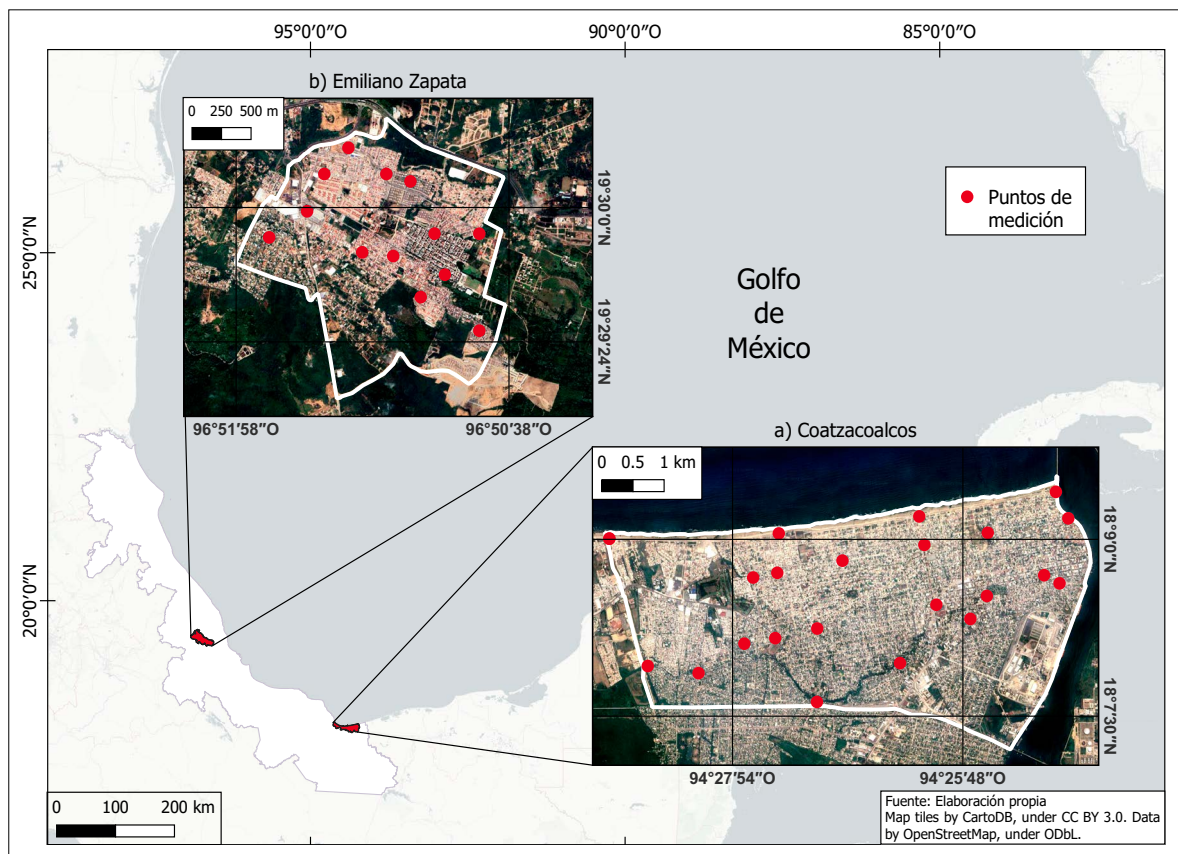 95°0′0″O 90°0′0″O 85°0′0″O
b) Emiliano Zapata
0 250 500 m
19°30′0″N
19°29′24″N
96°51′58″O 96°50′38″O
Puntos de
medición
25°0′0″N
20°0′0″N
Golfo
de
México
a) Coatzacoalcos
0 0.5 1 km
18°9′0″N
18°7′30″N
94°27′54″O 94°25′48″O
0 100 200 km
Fuente: Elaboración propia
Map tiles by CartoDB, under CC BY 3.0. Data
by OpenStreetMap, under ODbL.